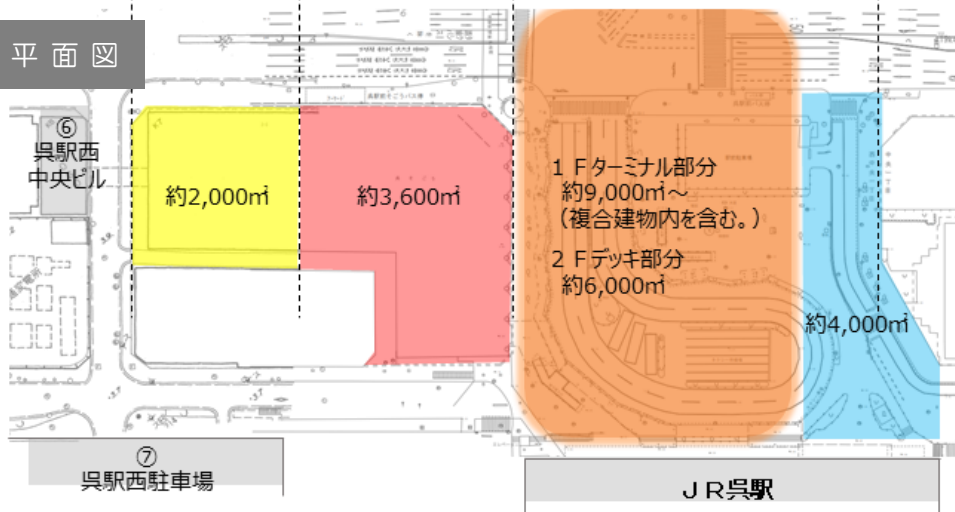 平面図
⑥
呉駅西
中央ビル
約2,000㎡
約3,600㎡
1Fターミナル部分
約9,000㎡～
（複合建物内を含む。）
2Fデッキ部分
約6,000㎡
約4,000㎡
⑦
呉駅西駐車場
JR呉駅